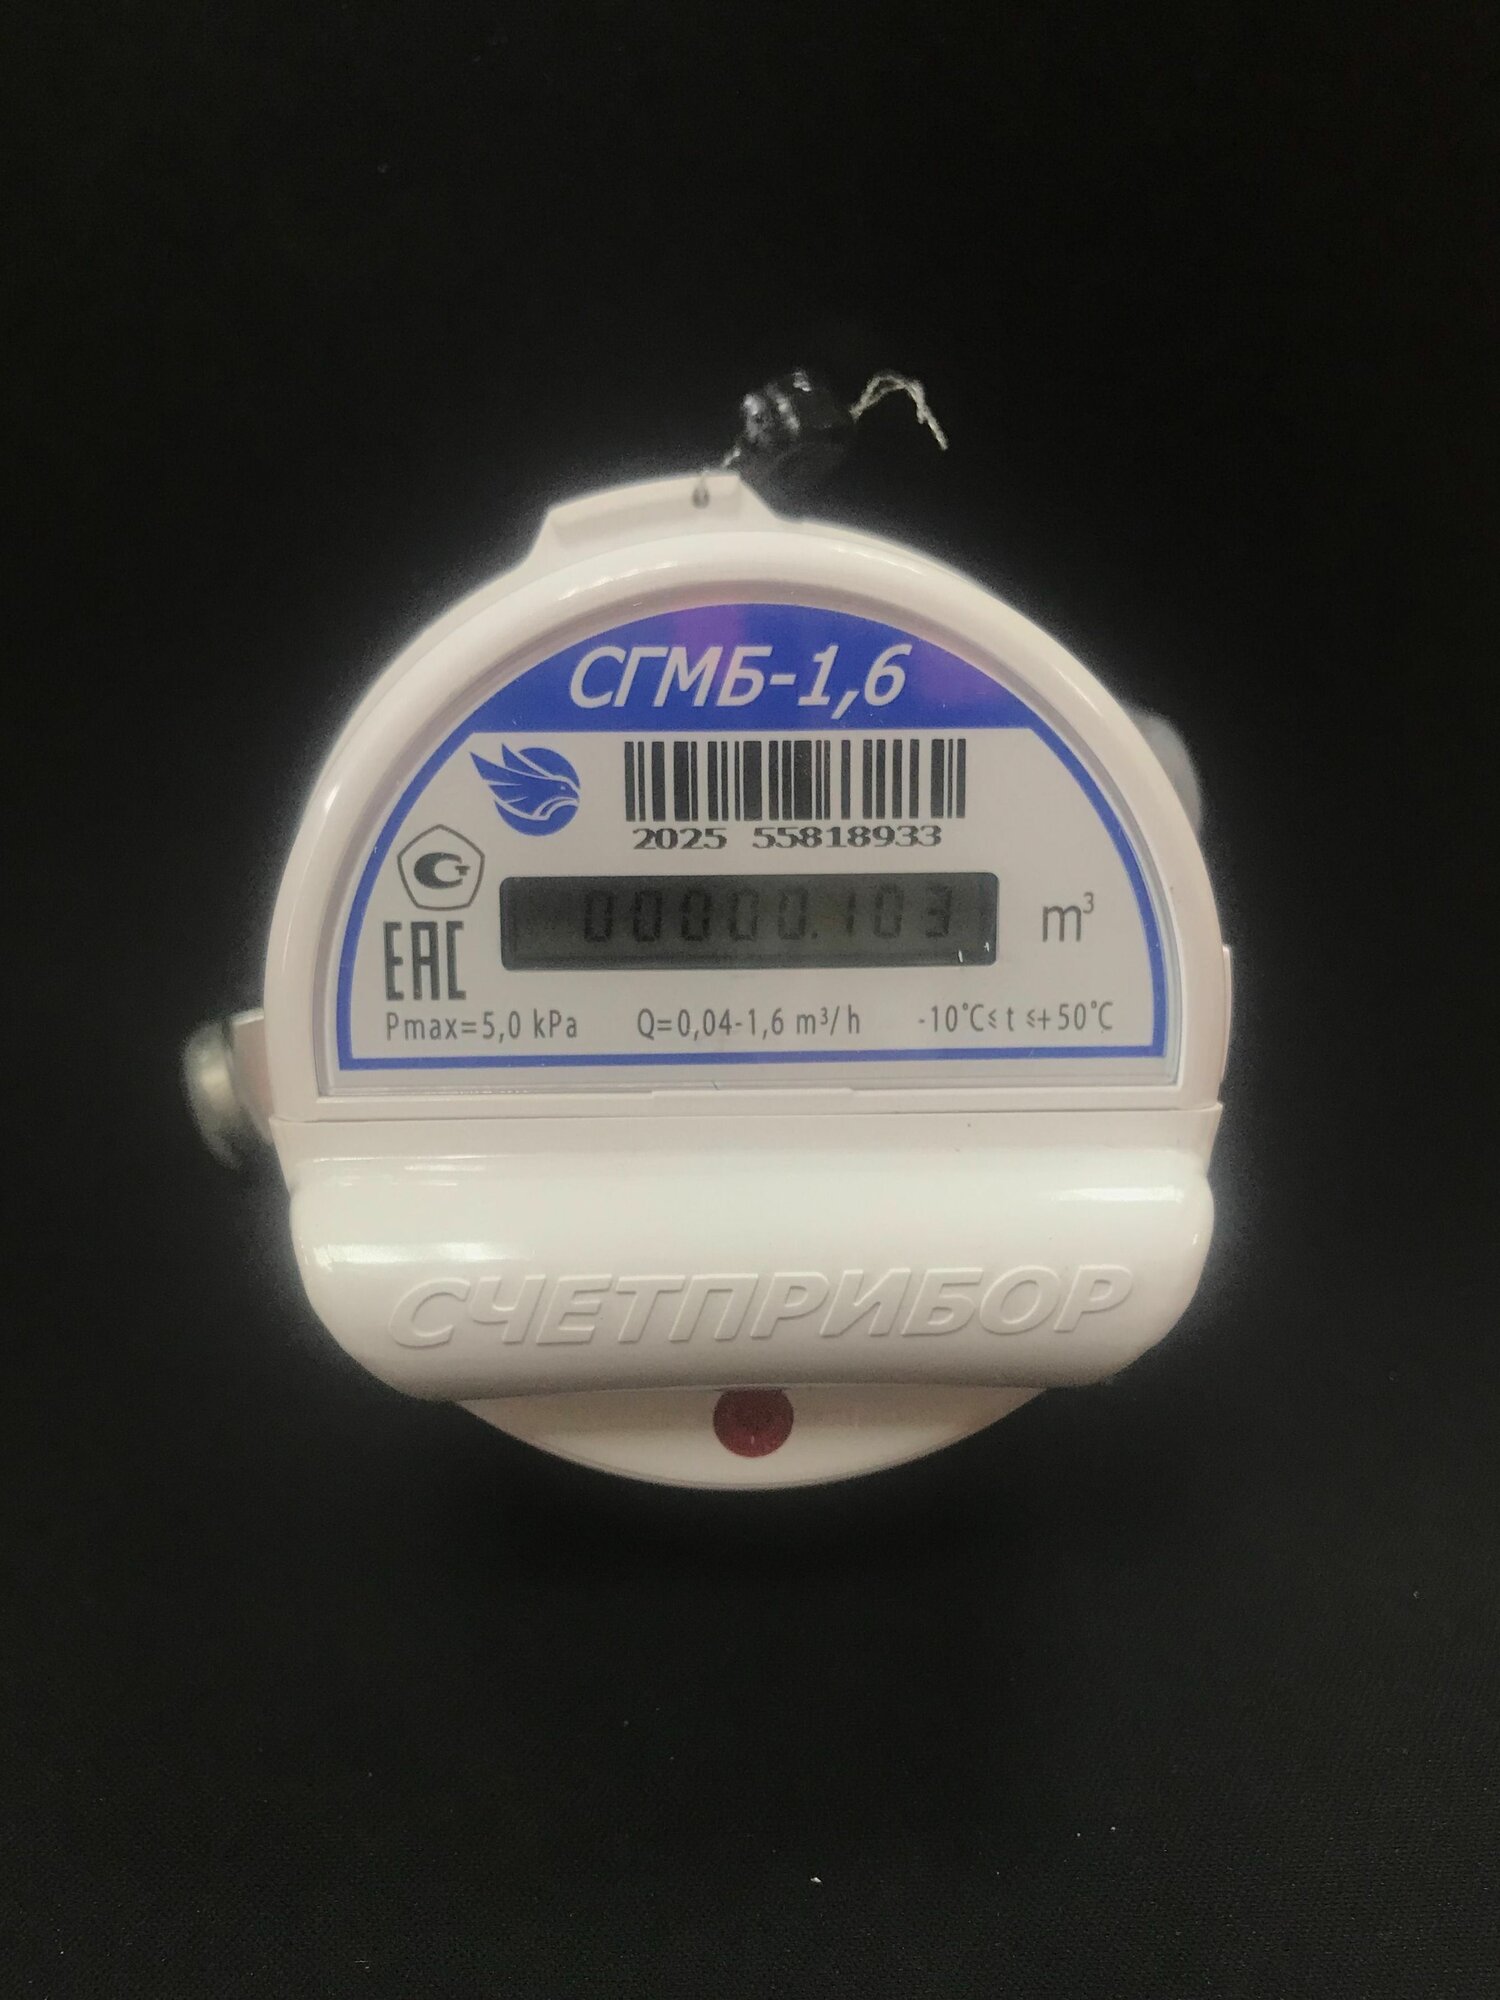 СГМБ-1,6
2025 55818933
00000.103 m³
EAC
Pmax=5,0 kPa Q=0,04-1,6 m³/h -10°C≤ t ≤+50°C
СЧЕТПРИБОР